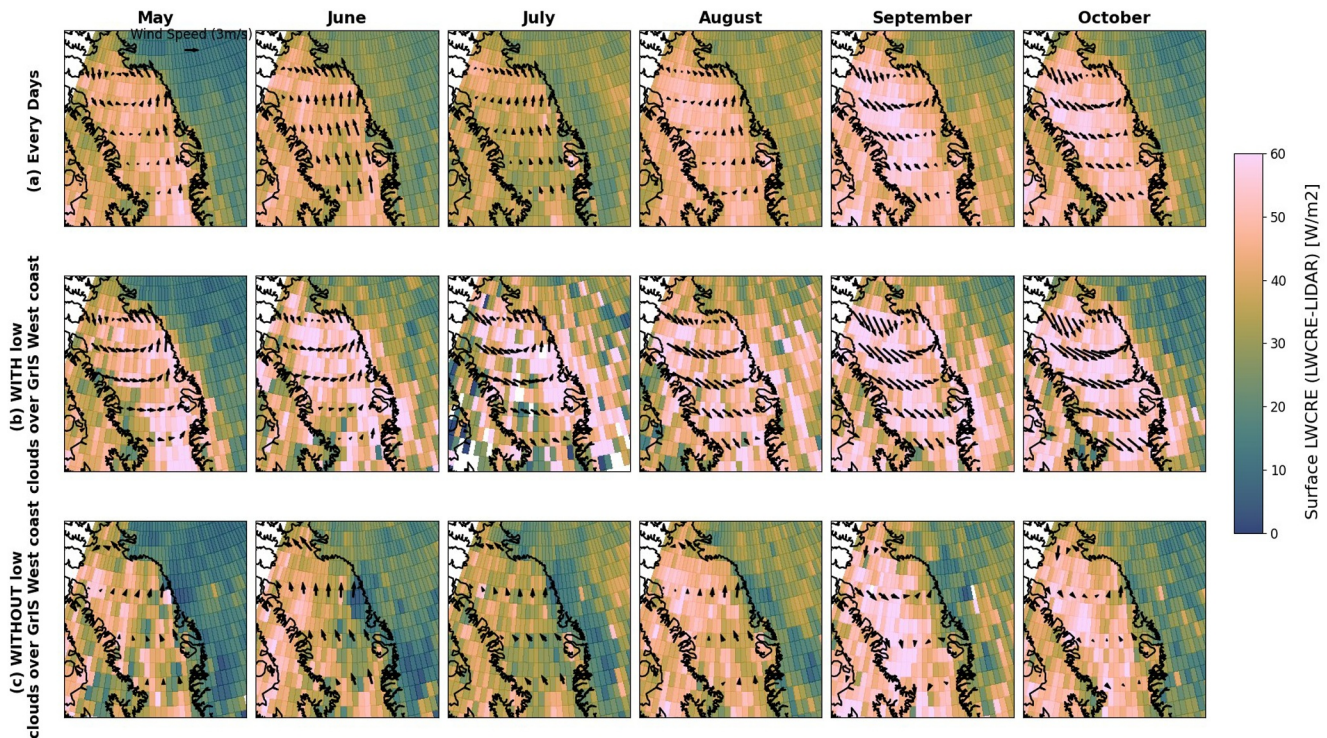 May June July August September October
Wind Speed (3m/s)
(a) Every Days
(b) WITH low
clouds over GrIS West coast
(c) WITHOUT low
clouds over GrIS West coast
60
50
40
30
20
10
0
Surface LWCRE (LWCRE-LIDAR) [W/m2]